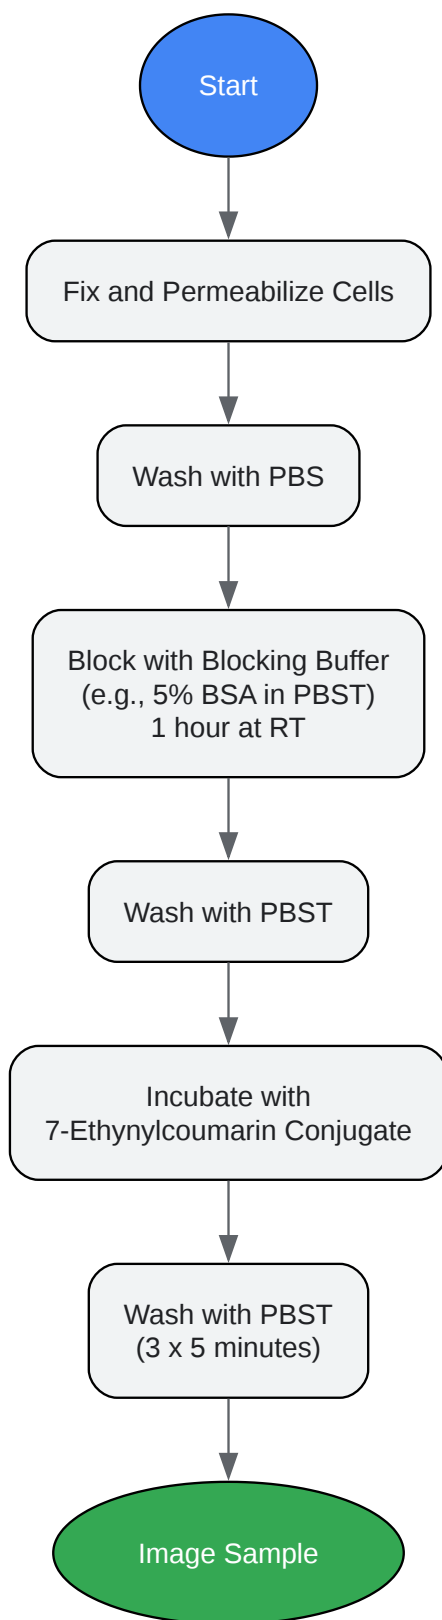 Start
Fix and Permeabilize Cells
Wash with PBS
Block with Blocking Buffer
(e.g., 5% BSA in PBST)
1 hour at RT
Wash with PBST
Incubate with
7-Ethynylcoumarin Conjugate
Wash with PBST
(3 x 5 minutes)
Image Sample